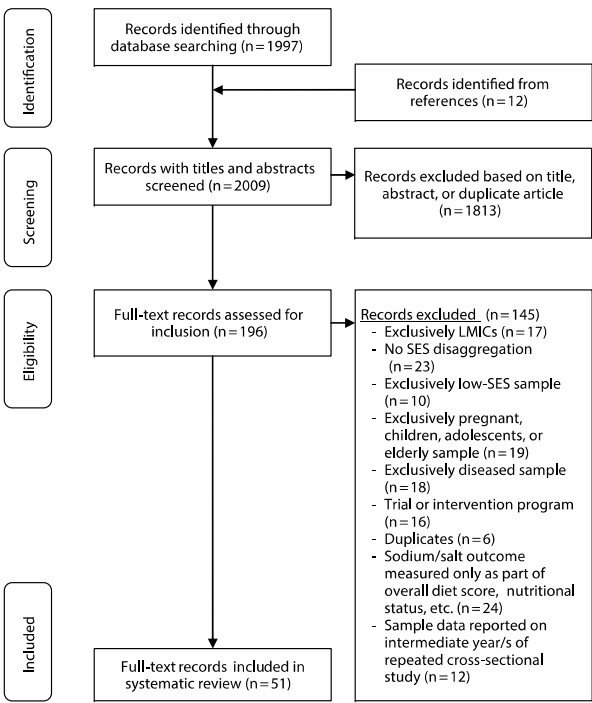 Identification
Records identified through
database searching (n=1997)
Records identified from
references (n=12)
Screening
Records with titles and abstracts
screened (n=2009)
Records excluded based on title,
abstract, or duplicate article
(n=1813)
Eligibility
Full-text records assessed for
inclusion (n=196)
Records excluded (n=145)
- Exclusively LMICs (n=17)
- No SES disaggregation
(n=23)
- Exclusively low-SES sample
(n=10)
- Exclusively pregnant,
children, adolescents, or
elderly sample (n=19)
- Exclusively diseased sample
(n=18)
- Trial or intervention program
(n=16)
- Duplicates (n=6)
- Sodium/salt outcome
measured only as part of
overall diet score, nutritional
status, etc. (n=24)
- Sample data reported on
intermediate year/s of
repeated cross-sectional
study (n=12)
Included
Full-text records included in
systematic review (n=51)